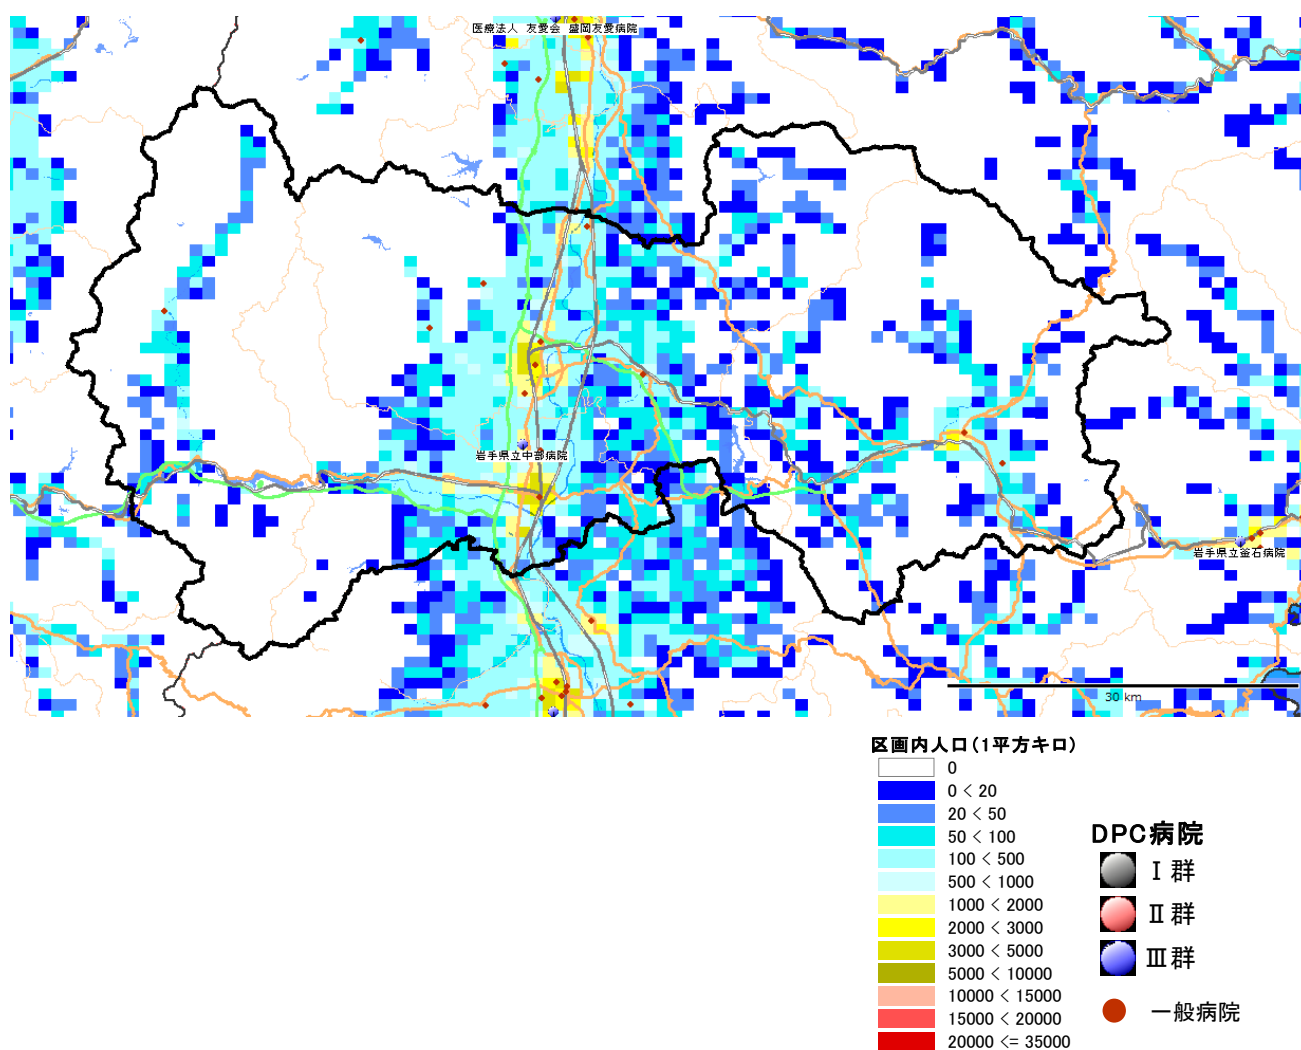 医療法人 友愛会 盛岡友愛病院
岩手県立中部病院
岩手県立釜石病院
30 km
区画内人口(1平方キロ)
0
0 < 20
20 < 50
50 < 100
100 < 500
500 < 1000
1000 < 2000
2000 < 3000
3000 < 5000
5000 < 10000
10000 < 15000
15000 < 20000
20000 <= 35000
DPC病院
Ⅰ群
Ⅱ群
Ⅲ群
一般病院